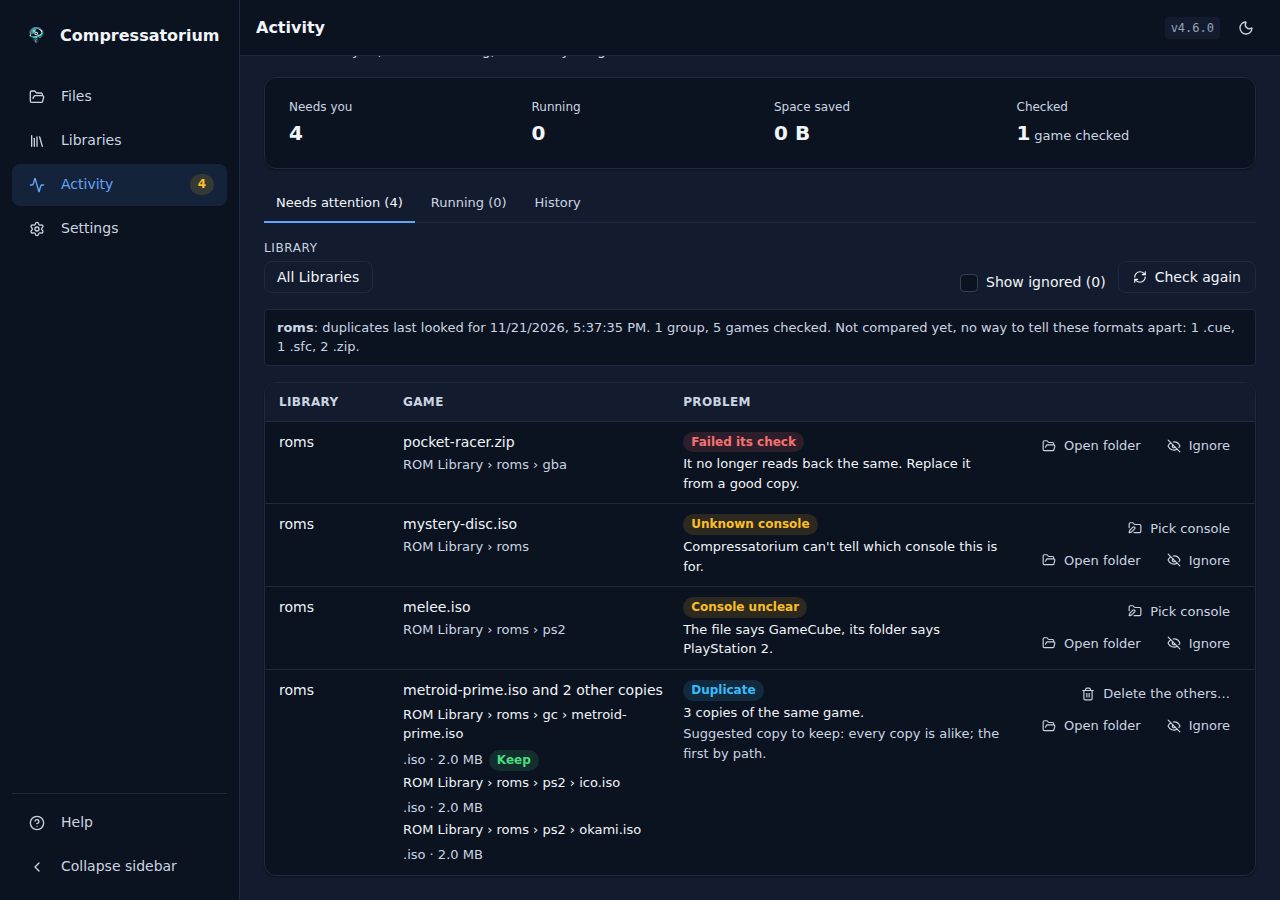 Compressatorium
Files
Libraries
Activity
4
Settings
Help
Collapse sidebar
Activity
v4.6.0
Needs you
4
Running
0
Space saved
0 B
Checked
1 game checked
Needs attention (4)
Running (0)
History
LIBRARY
All Libraries
Show ignored (0)
Check again
roms: duplicates last looked for 11/21/2026, 5:37:35 PM. 1 group, 5 games checked. Not compared yet, no way to tell these formats apart: 1 .cue,
1 .sfc, 2 .zip.
LIBRARY
GAME
PROBLEM
roms
pocket-racer.zip
ROM Library › roms › gba
Failed its check
It no longer reads back the same. Replace it
from a good copy.
Open folder
Ignore
roms
mystery-disc.iso
ROM Library › roms
Unknown console
Compressatorium can't tell which console this is
for.
Pick console
Open folder
Ignore
roms
melee.iso
ROM Library › roms › ps2
Console unclear
The file says GameCube, its folder says
PlayStation 2.
Pick console
Open folder
Ignore
roms
metroid-prime.iso and 2 other copies
ROM Library › roms › gc › metroid-
prime.iso
.iso · 2.0 MB Keep
ROM Library › roms › ps2 › ico.iso
.iso · 2.0 MB
ROM Library › roms › ps2 › okami.iso
.iso · 2.0 MB
Duplicate
3 copies of the same game.
Suggested copy to keep: every copy is alive; the
first by path.
Delete the others…
Open folder
Ignore